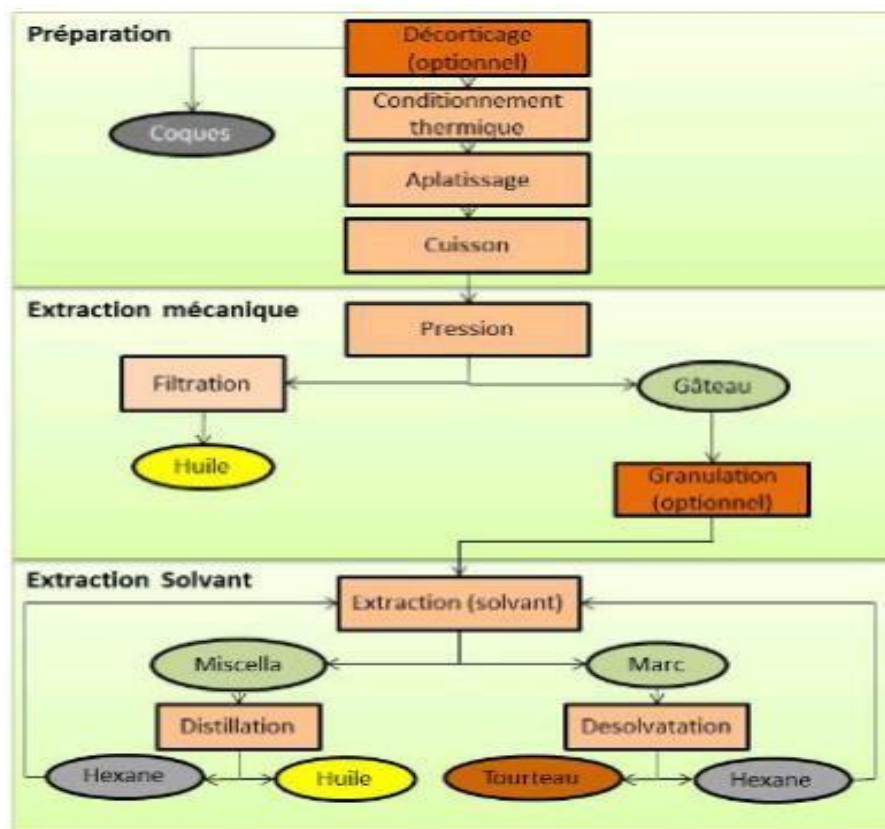 Préparation
Décorticage
(optionnel)
Conditionnement
thermique
Coques
Aplatissage
Cuisson
Extraction mécanique
Pression
Filtration
Gâteau
Huile
Granulation
(optionnel)
Extraction Solvant
Extraction (solvant)
Miscella
Marc
Distillation
Desolvatation
Hexane
Huile
Tourteau
Hexane